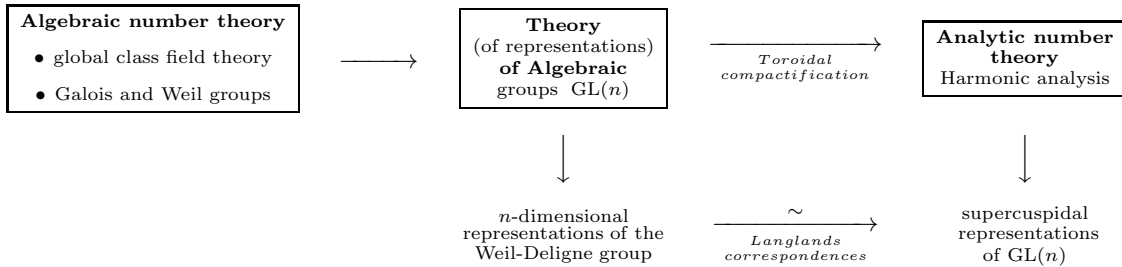 Algebraic number theory
• global class field theory
• Galois and Weil groups
Theory
(of representations)
of Algebraic
groups GL(n)
Toroidal
compactification
Analytic number
theory
Harmonic analysis
n-dimensional
representations of the
Weil-Deligne group
∼
Langlands
correspondences
supercuspidal
representations
of GL(n)